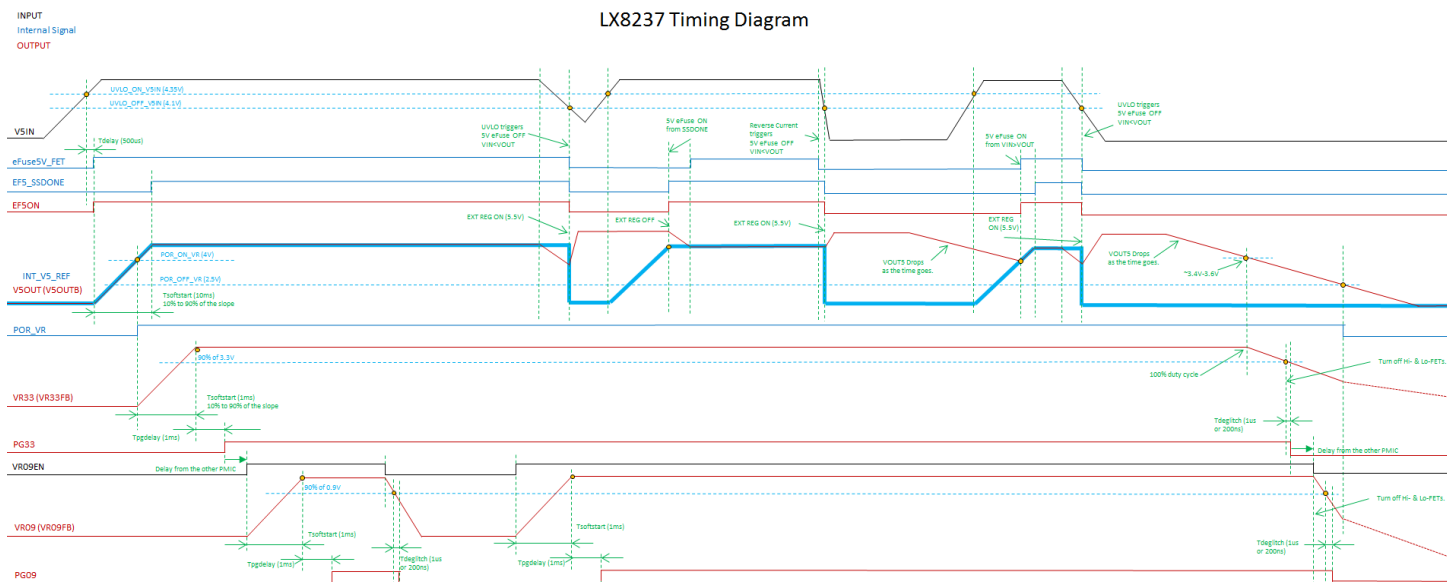 LX8237 Timing Diagram
INPUT
Internal Signal
OUTPUT
UVLO_ON_V5IN (4.35V)
UVLO_OFF_V5IN (4.1V)
V5IN
Tdelay (500us)
UVLO triggers
5V eFuse OFF
VIN<VOUT
5V eFuse ON
from SSDONE
Reverse Current
triggers
5V eFuse OFF
VIN<VOUT
5V eFuse ON
from VIN>VOUT
UVLO triggers
5V eFuse OFF
VIN<VOUT
eFuse5V_FET
EF5_SSDONE
EF5ON
EXT REG ON (5.5V)
EXT REG OFF
EXT REG ON (5.5V)
EXT REG
ON (5.5V)
POR_ON_VR (4V)
VOUT5 Drops
as the time goes.
VOUT5 Drops
as the time goes.
INT_V5_REF
POR_OFF_VR (2.5V)
~3.4V-3.6V
V5OUT (V5OUTB)
Tsoftstart (10ms)
10% to 90% of the slope
POR_VR
90% of 3.3V
100% duty cycle
Turn off Hi- & Lo-FETs.
VR33 (VR33FB)
Tsoftstart (1ms)
10% to 90% of the slope
Tpgdelay (1ms)
Tdeglitch (1us
or 200ns)
PG33
Delay from the other PMIC
Delay from the other PMIC
VR09EN
90% of 0.9V
Turn off Hi- & Lo-FETs.
VR09 (VR09FB)
Tsoftstart (1ms)
Tsoftstart (1ms)
Tpgdelay (1ms)
Tdeglitch (1us
or 200ns)
Tpgdelay (1ms)
Tdeglitch (1us
or 200ns)
PG09